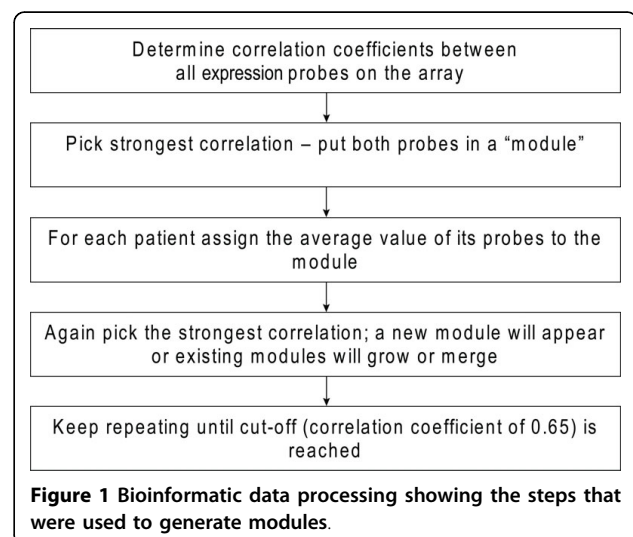 Determine correlation coefficients between
all expression probes on the array
Pick strongest correlation – put both probes in a “module”
For each patient assign the average value of its probes to the
module
Again pick the strongest correlation; a new module will appear
or existing modules will grow or merge
Keep repeating until cut-off (correlation coefficient of 0.65) is
reached
Figure 1 Bioinformatic data processing showing the steps that
were used to generate modules.